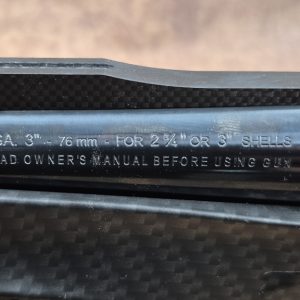 GA. 3" - 76 mm - FOR 2 ¾" OR 3" SHELLS
AD OWNER'S MANUAL BEFORE USING GUN